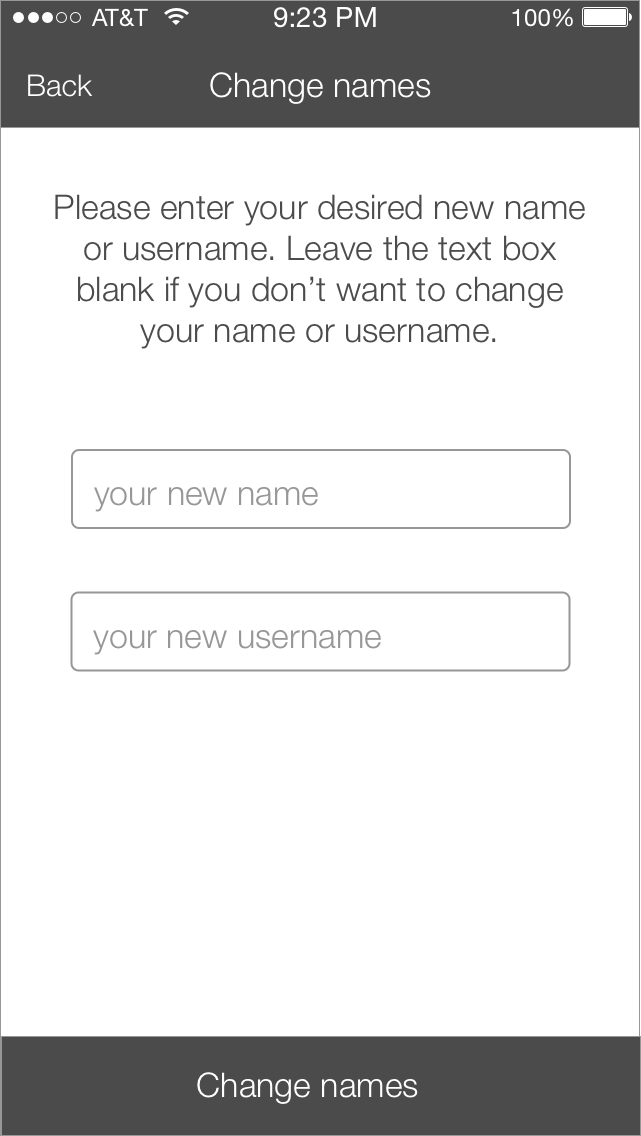 AT&T 9:23 PM 100%
Back Change names
Please enter your desired new name
or username. Leave the text box
blank if you don’t want to change
your name or username.
your new name
your new username
Change names